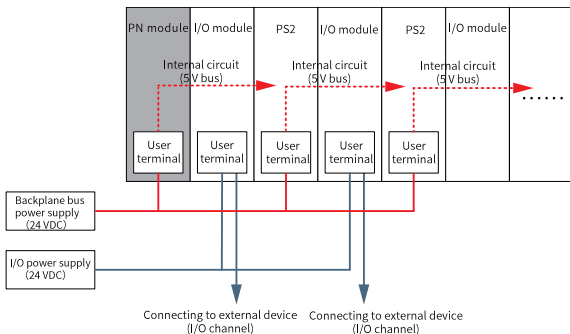 PN module
I/O module
PS2
I/O module
PS2
I/O module
Internal circuit
(5 V bus)
Internal circuit
(5 V bus)
Internal circuit
(5 V bus)
......
User
terminal
User
terminal
User
terminal
User
terminal
User
terminal
Backplane bus
power supply
(24 VDC)
I/O power supply
(24 VDC)
Connecting to external device
(I/O channel)
Connecting to external device
(I/O channel)